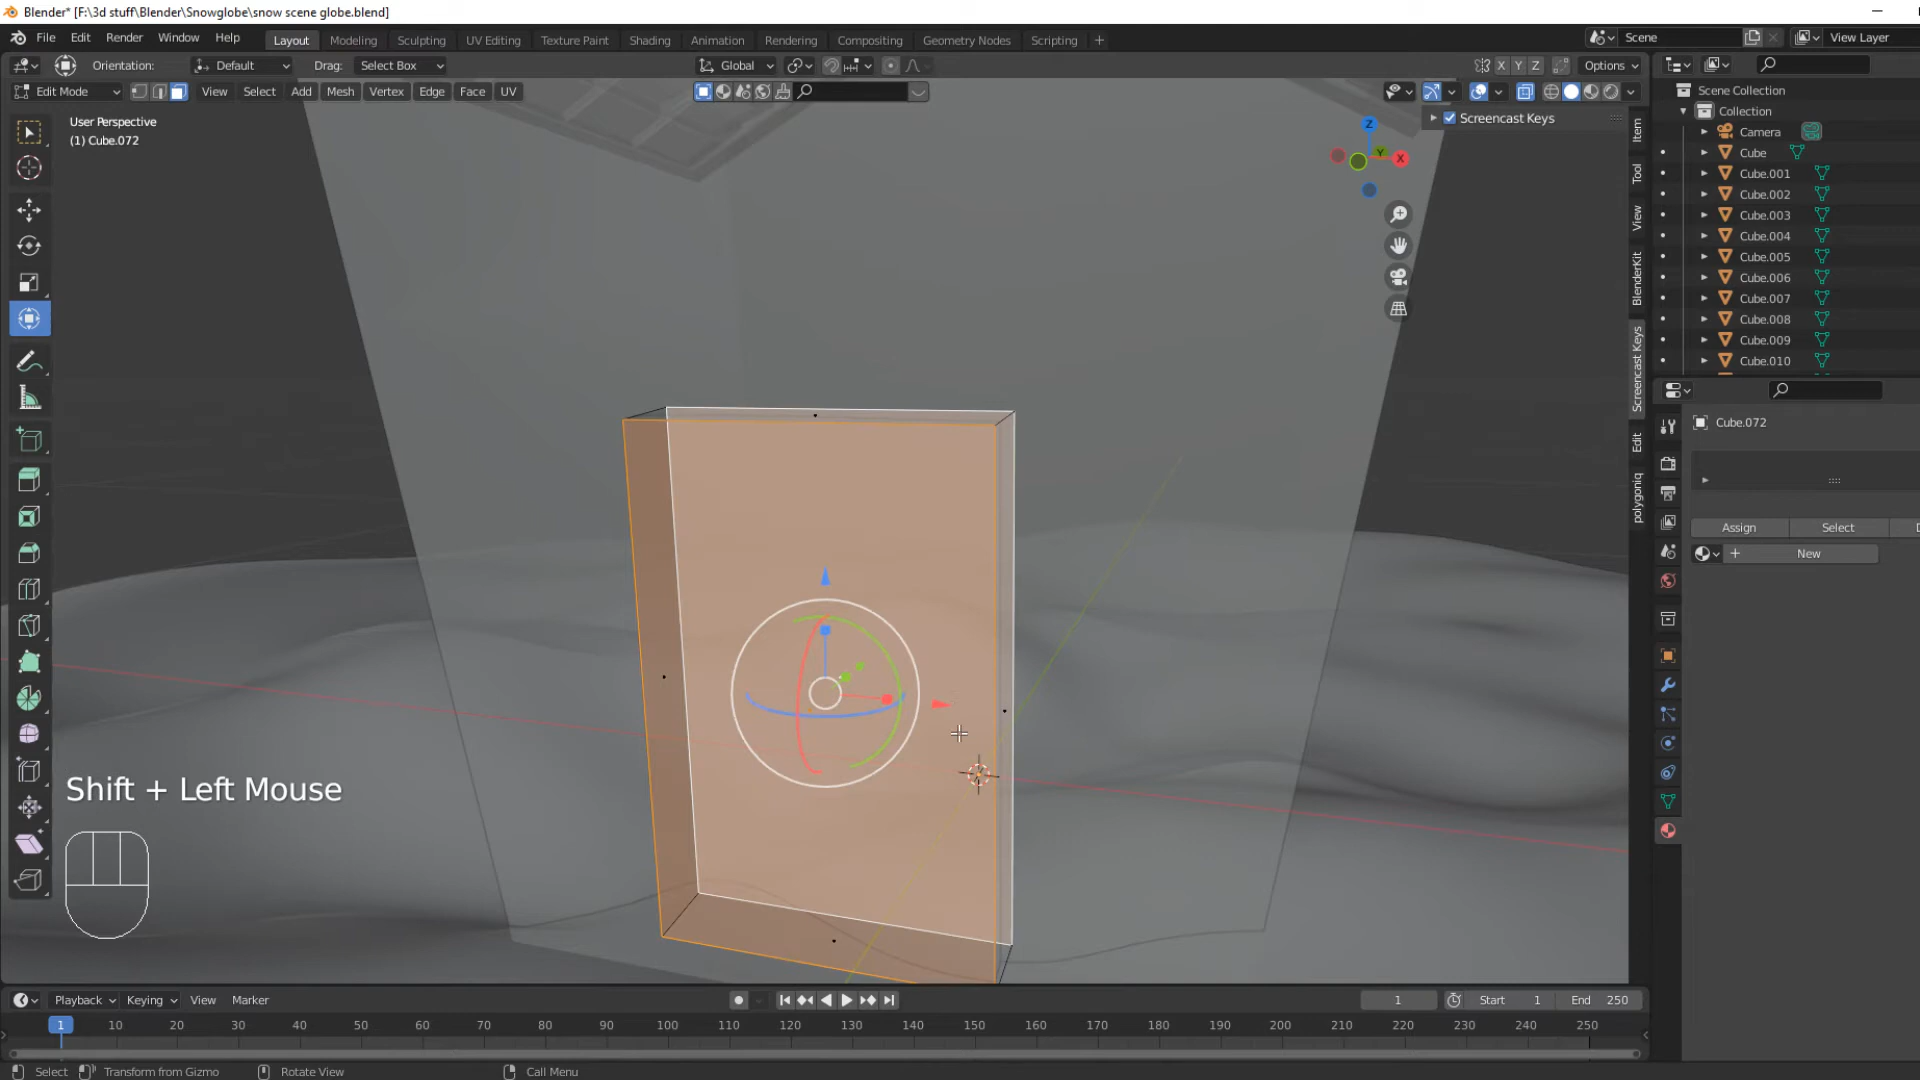 Blender* [F:\3d stuff\Blender\Snowglobe\snow scene globe.blend]
File Edit Render Window Help Layout Modeling Sculpting UV Editing Texture Paint Shading Animation Rendering Compositing Geometry Nodes Scripting + Scene View Layer
Orientation: Default Drag: Select Box Global X Y Z Options
Edit Mode View Select Add Mesh Vertex Edge Face UV
Scene Collection
Collection
Camera
Cube
Cube.001
Cube.002
Cube.003
Cube.004
Cube.005
Cube.006
Cube.007
Cube.008
Cube.009
Cube.010
User Perspective
(1) Cube.072
Screencast Keys
Z
Y
X
Item
Tool
View
BlenderKit
Screencast Keys
Edit
polygoniq
Cube.072
Assign Select D
+ New
Shift + Left Mouse
Playback Keying View Marker 1 Start 1 End 250
1 10 20 30 40 50 60 70 80 90 100 110 120 130 140 150 160 170 180 190 200 210 220 230 240 250
Select Transform from Gizmo Rotate View Call Menu